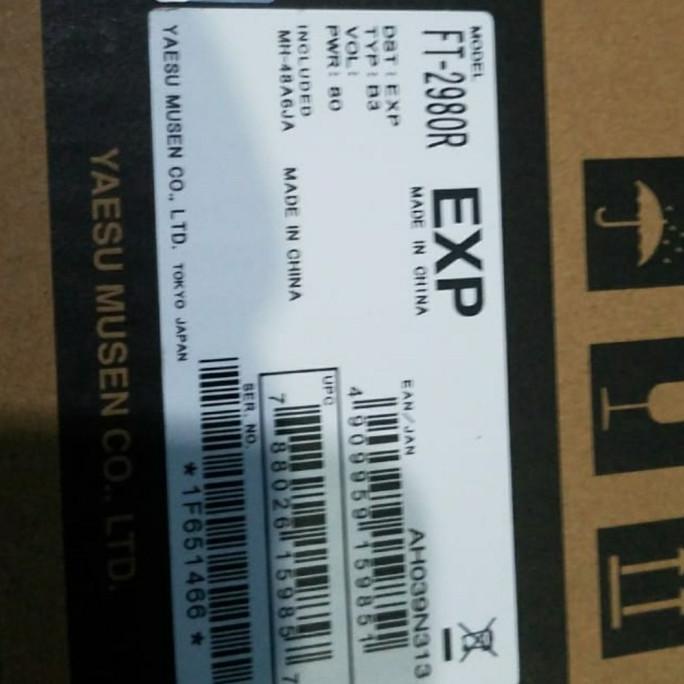 MODEL
FT-2980R
EXP
DST : EXP
TYP : B3
VOL :
PWR : 80
MADE IN CHINA
INCLUDED
MH-48A6JA
MADE IN CHINA
YAESU MUSEN CO., LTD. TOKYO JAPAN
EAN/JAN
AH039N313
4 909959 159851
UPC
7 88026 15985 7
SER. NO.
*1F651466*
YAESU MUSEN CO., LTD.